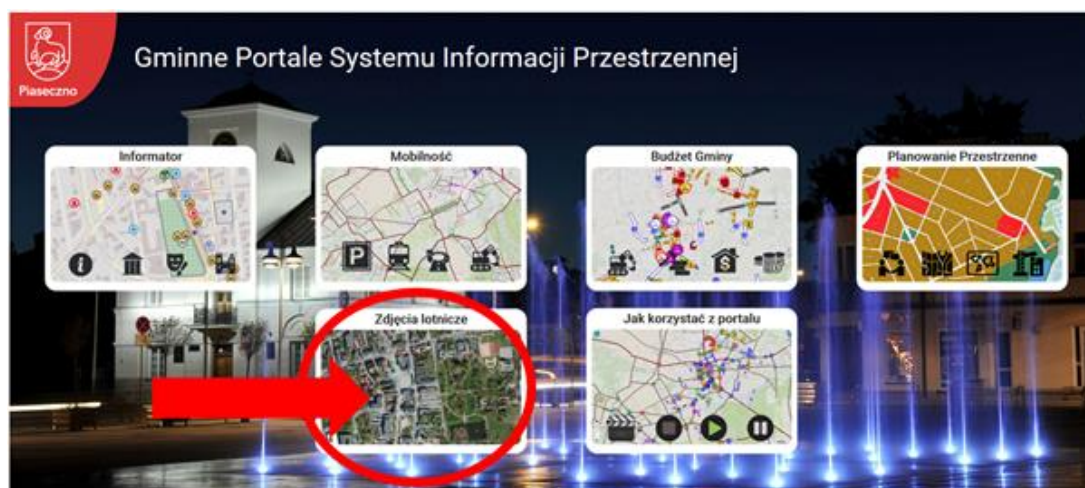 Piaseczno
Gminne Portale Systemu Informacji Przestrzennej
Informator
Mobilność
Budżet Gminy
Planowanie Przestrzenne
Zdjęcia lotnicze
Jak korzystać z portalu